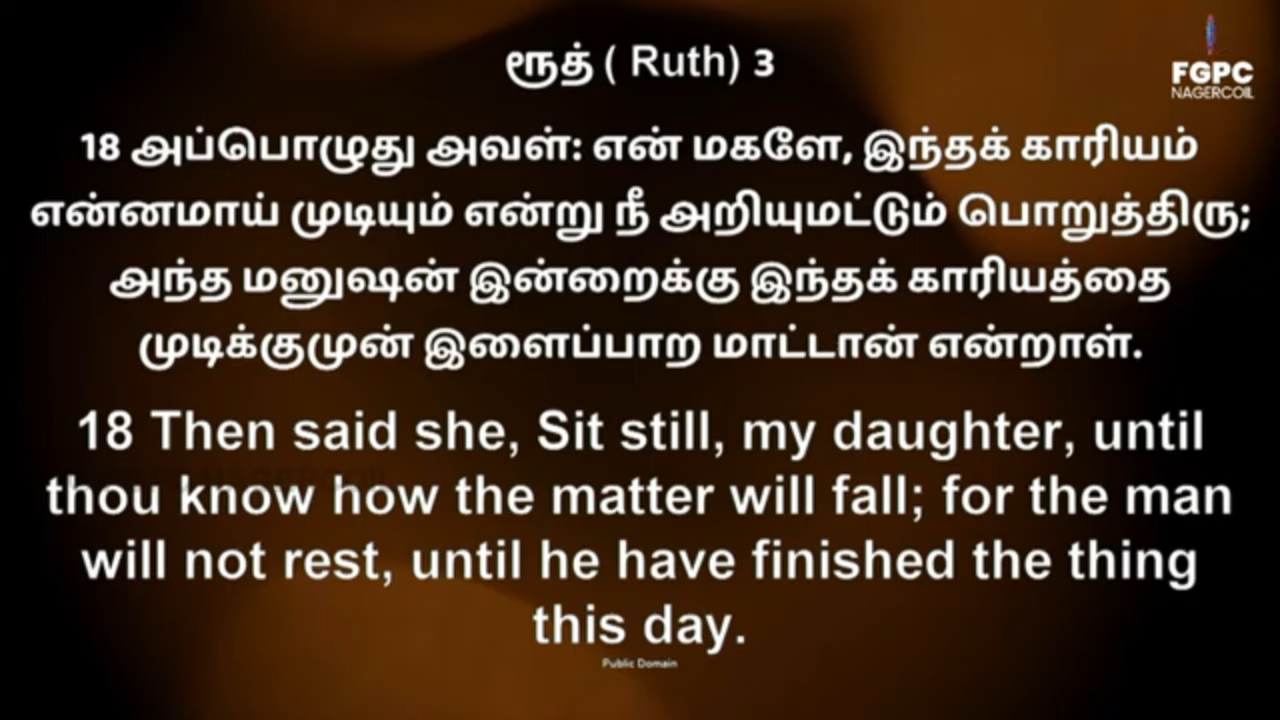 ரூத் ( Ruth) 3
FGPC
NAGERCOIL
18 அப்பொழுது அவள்: என் மகளே, இந்தக் காரியம்
என்னமாய் முடியும் என்று நீ அறியுமட்டும் பொறுத்திரு;
அந்த மனுஷன் இன்றைக்கு இந்தக் காரியத்தை
முடிக்குமுன் இளைப்பாற மாட்டான் என்றாள்.
18 Then said she, Sit still, my daughter, until
thou know how the matter will fall; for the man
will not rest, until he have finished the thing
this day.
Public Domain